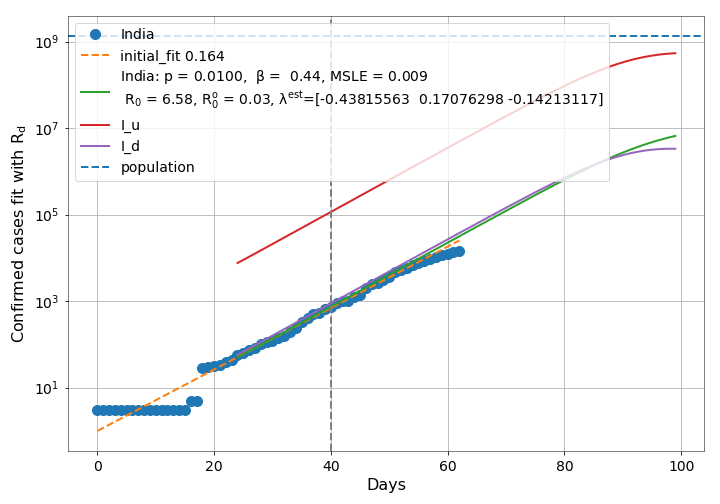 India
initial_fit 0.164
India: p = 0.0100, β = 0.44, MSLE = 0.009
R₀ = 6.58, R₀ᵒ = 0.03, λᵉˢᵗ=[-0.43815563 0.17076298 -0.14213117]
I_u
I_d
population
Confirmed cases fit with R_d
10⁹
10⁷
10⁵
10³
10¹
0 20 40 60 80 100
Days